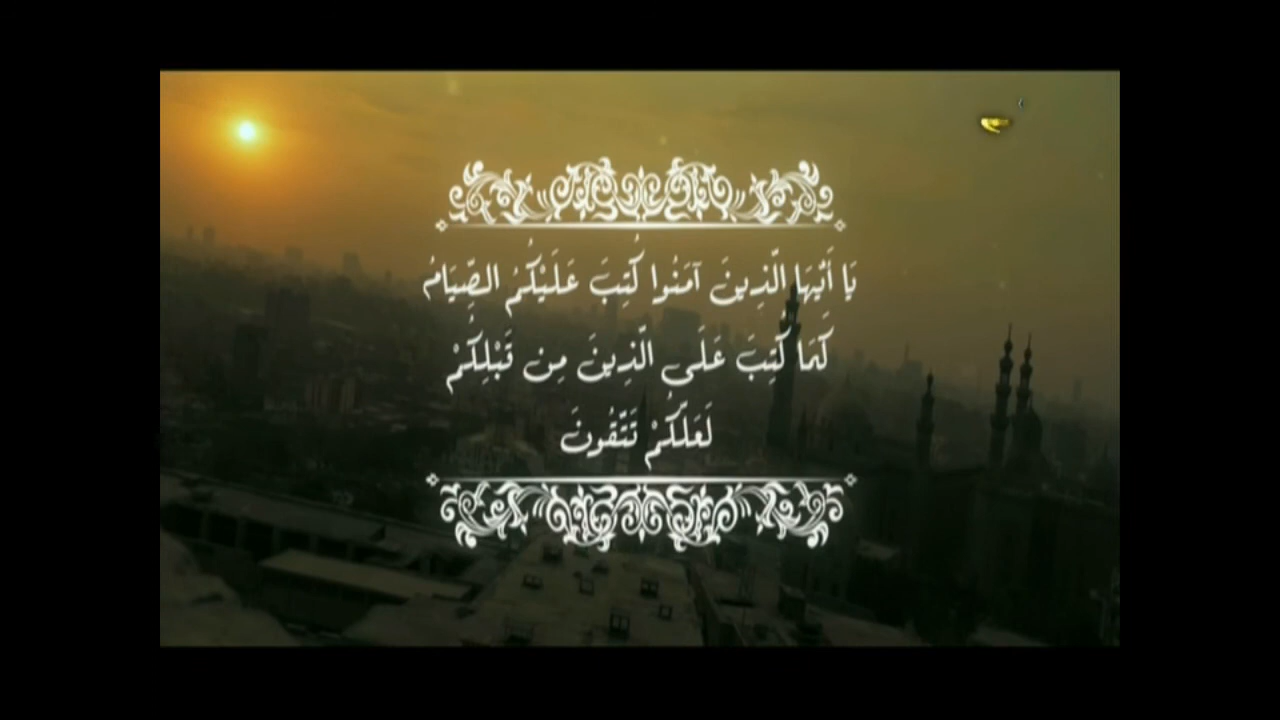 يَا أَيُّهَا الَّذِينَ آمَنُوا كُتِبَ عَلَيْكُمُ الصِّيَامُ
كَمَا كُتِبَ عَلَى الَّذِينَ مِن قَبْلِكُمْ
لَعَلَّكُمْ تَتَّقُونَ